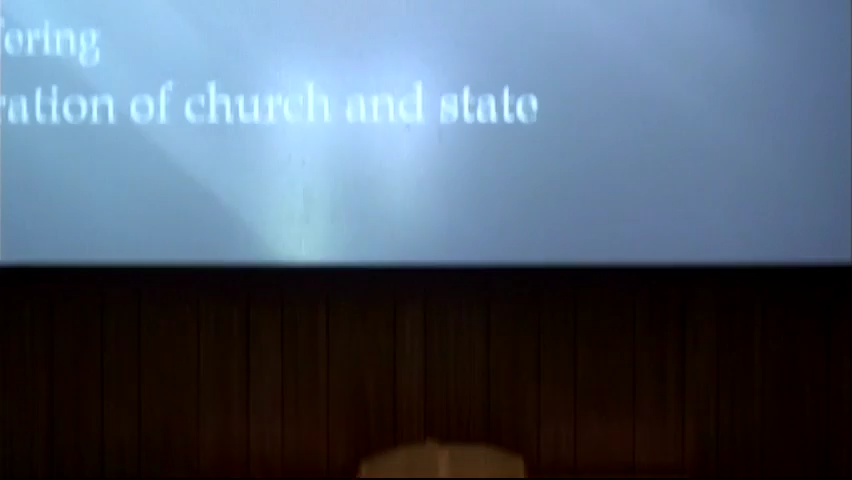 fering
ration of church and state